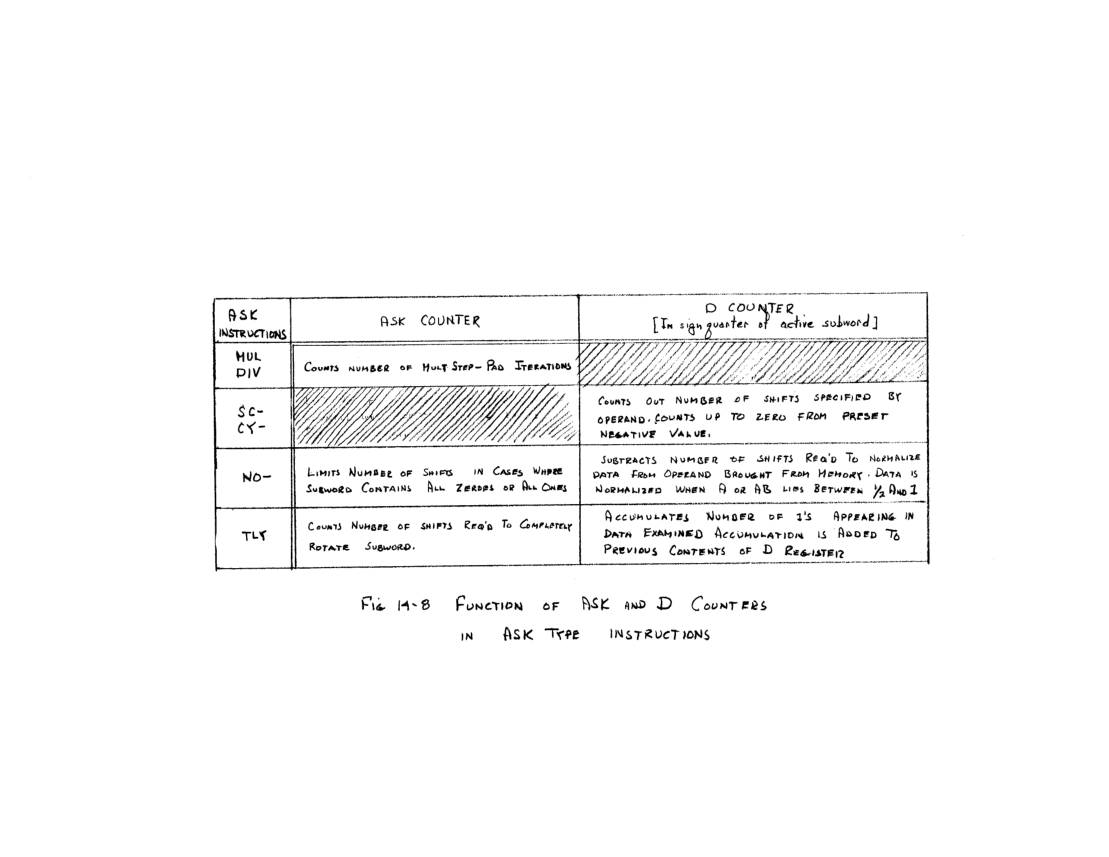 ASK
INSTRUCTIONS
ASK COUNTER
D COUNTER
[In sign quarter of active subword]
MUL
DIV
COUNTS NUMBER OF MULT STEP-PAD ITERATIONS
SC-
CY-
COUNTS OUT NUMBER OF SHIFTS SPECIFIED BY
OPERAND. COUNTS UP TO ZERO FROM PRESET
NEGATIVE VALUE.
NO-
LIMITS NUMBER OF SHIFTS IN CASES WHERE
SUBWORD CONTAINS ALL ZEROES OR ALL ONES
SUBTRACTS NUMBER OF SHIFTS REQ'D TO NORMALIZE
DATA FROM OPERAND BROUGHT FROM MEMORY. DATA IS
NORMALIZED WHEN A OR AB LIES BETWEEN 1/2 AND 1
TLY
COUNTS NUMBER OF SHIFTS REQ'D TO COMPLETELY
ROTATE SUBWORD.
ACCUMULATES NUMBER OF 1'S APPEARING IN
DATA EXAMINED ACCUMULATION IS ADDED TO
PREVIOUS CONTENTS OF D REGISTER
FIG 14-8 FUNCTION OF ASK AND D COUNTERS
IN ASK TYPE INSTRUCTIONS